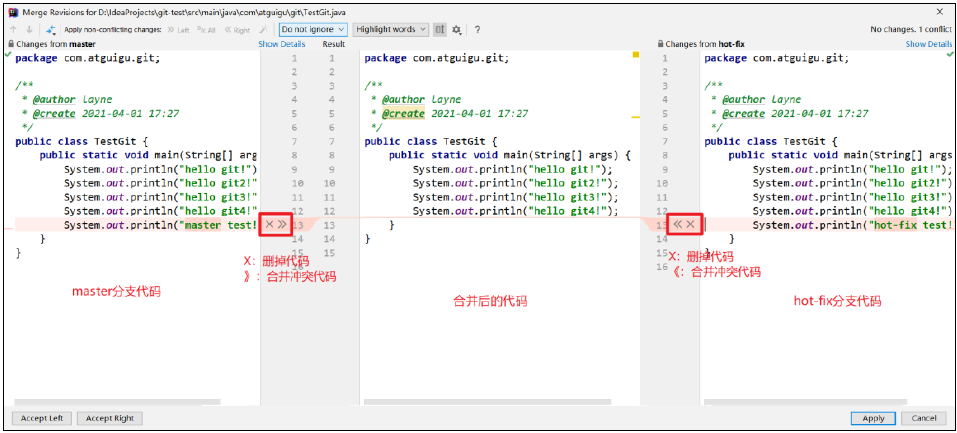 Merge Revisions for D:\IdeaProjects\git-test\src\main\java\com\atguigu\git\TestGit.java
Apply non-conflicting changes: >> Left >>All << Right Do not ignore Highlight words ? No changes. 1 conflict
Changes from master Show Details Result Changes from hot-fix Show Details
package com.atguigu.git; 1 1 package com.atguigu.git; 1 package com.atguigu.git;
2 2 2
/** 3 3 /** 3 /**
* @author Layne 4 4 * @author Layne 4 * @author Layne
* @create 2021-04-01 17:27 5 5 * @create 2021-04-01 17:27 5 * @create 2021-04-01 17:27
*/ 6 6 */ 6 */
public class TestGit { 7 7 public class TestGit { 7 public class TestGit {
public static void main(String[] arg 8 8 public static void main(String[] args) { 8 public static void main(String[] args
System.out.println("hello git!") 9 9 System.out.println("hello git!"); 9 System.out.println("hello git!")
System.out.println("hello git2!" 10 10 System.out.println("hello git2!"); 10 System.out.println("hello git2!"
System.out.println("hello git3!" 11 11 System.out.println("hello git3!"); 11 System.out.println("hello git3!"
System.out.println("hello git4!" 12 12 System.out.println("hello git4!"); 12 System.out.println("hello git4!"
System.out.println("master test! × >> 13 13 } 13 << × System.out.println("hot-fix test!
} 14 14 } 14 }
} 15 15 15 }
16 16
X：删掉代码
》：合并冲突代码
X：删掉代码
《：合并冲突代码
master分支代码
合并后的代码
hot-fix分支代码
Accept Left Accept Right Apply Cancel